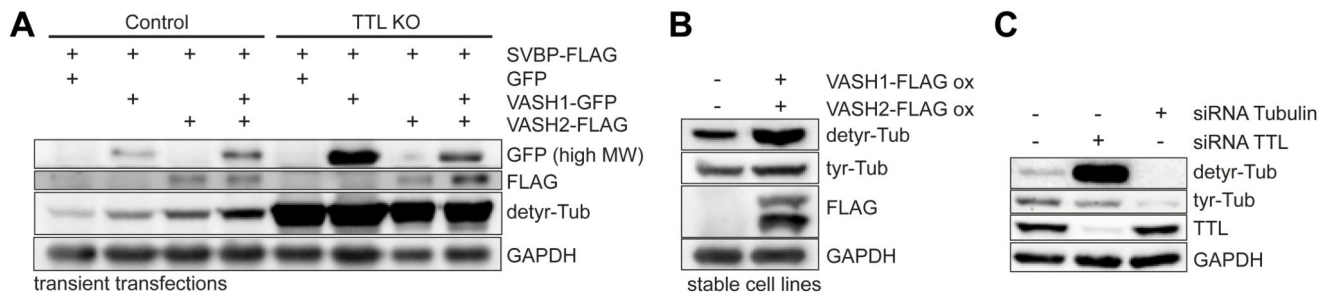 A
Control TTL KO
+ + + + + + + + SVBP-FLAG
+ + GFP
+ + + + VASH1-GFP
+ + + + VASH2-FLAG
GFP (high MW)
FLAG
detyr-Tub
GAPDH
transient transfections
B
- + VASH1-FLAG ox
- + VASH2-FLAG ox
detyr-Tub
tyr-Tub
FLAG
GAPDH
stable cell lines
C
- - + siRNA Tubulin
- + - siRNA TTL
detyr-Tub
tyr-Tub
TTL
GAPDH